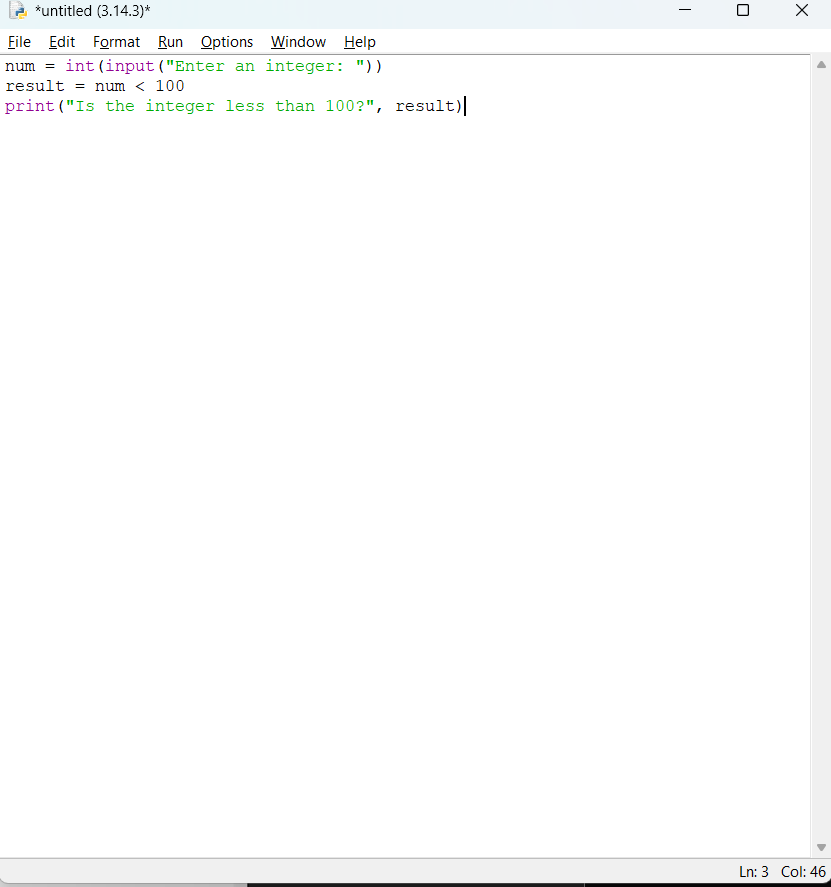 *untitled (3.14.3)*
File Edit Format Run Options Window Help
num = int(input("Enter an integer: "))
result = num < 100
print("Is the integer less than 100?", result)
Ln: 3 Col: 46